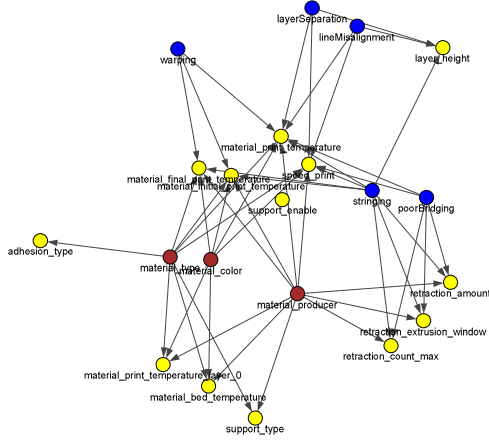 layerSeparation
lineMisalignment
warping
layer_height
material_print_temperature
material_final_print_temperature
speed_print
material_initial_print_temperature
stringing
poorBridging
support_enable
adhesion_type
material_type
material_color
retraction_amount
material_producer
retraction_extrusion_window
retraction_count_max
material_print_temperature_layer_0
material_bed_temperature
support_type